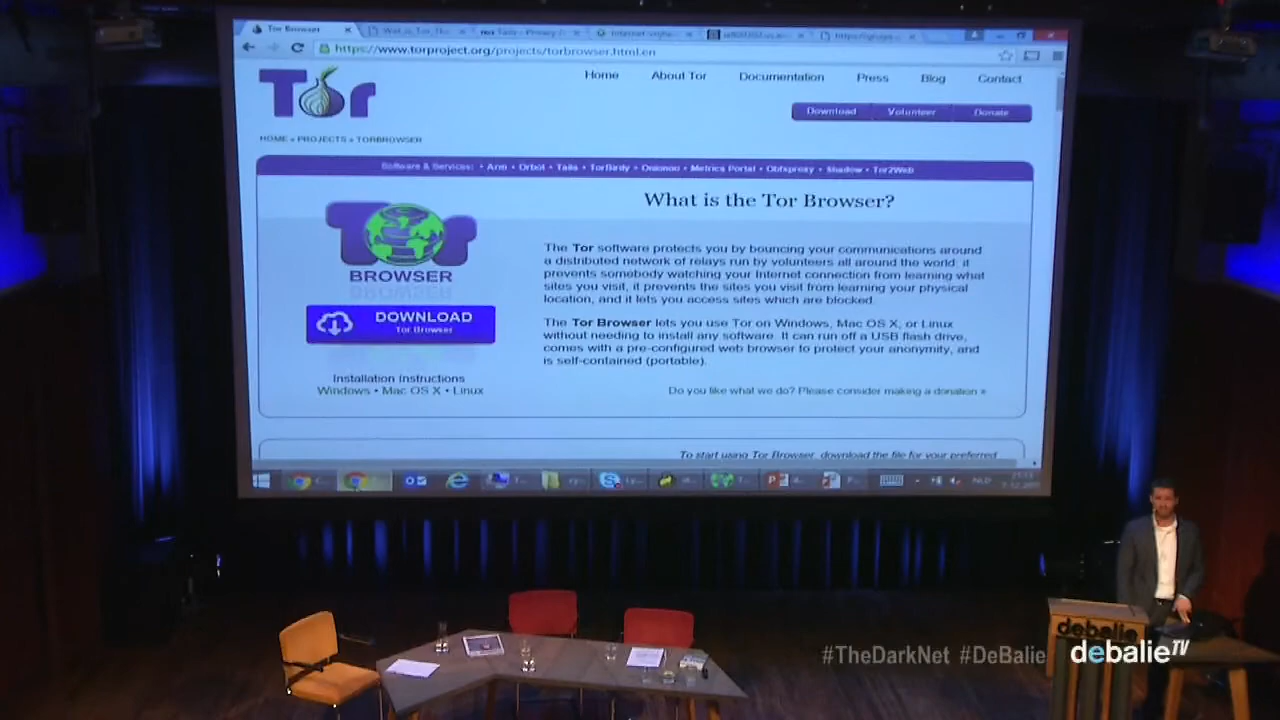 Tor Browser
https://www.torproject.org/projects/torbrowser.html.en
Tor
Home About Tor Documentation Press Blog Contact
Download Volunteer Donate
HOME » PROJECTS » TORBROWSER
Software & Services: • Arm • Orbot • Tails • TorBirdy • Onionoo • Metrics Portal • Obfsproxy • Shadow • Tor2Web
What is the Tor Browser?
Tor
BROWSER
DOWNLOAD
Tor Browser
Installation Instructions
Windows • Mac OS X • Linux
The Tor software protects you by bouncing your communications around
a distributed network of relays run by volunteers all around the world: it
prevents somebody watching your Internet connection from learning what
sites you visit, it prevents the sites you visit from learning your physical
location, and it lets you access sites which are blocked.
The Tor Browser lets you use Tor on Windows, Mac OS X, or Linux
without needing to install any software. It can run off a USB flash drive,
comes with a pre-configured web browser to protect your anonymity, and
is self-contained (portable).
Do you like what we do? Please consider making a donation »
To start using Tor Browser, download the file for your preferred
NLD
debalie
#TheDarkNet #DeBalie
debalieTV